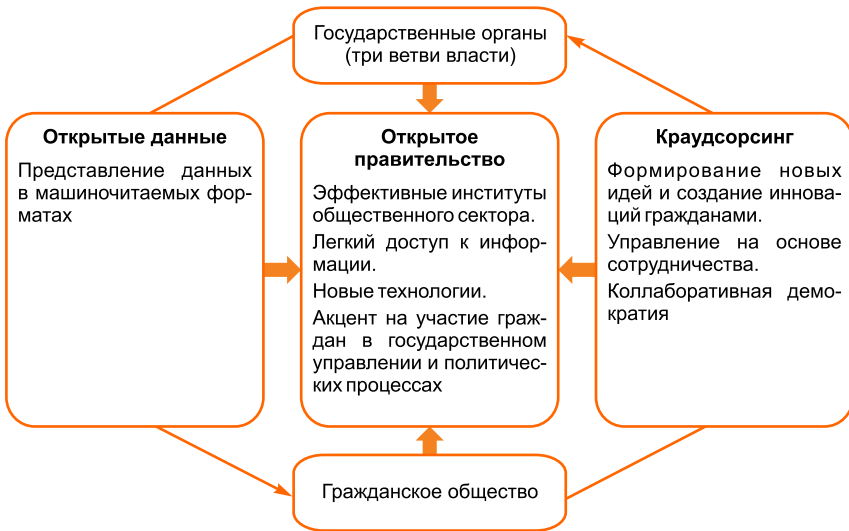 Государственные органы
(три ветви власти)
Открытые данные
Представление данных
в машиночитаемых фор-
матах
Открытое
правительство
Эффективные институты
общественного сектора.
Легкий доступ к инфор-
мации.
Новые технологии.
Акцент на участие граж-
дан в государственном
управлении и политичес-
ких процессах
Краудсорсинг
Формирование новых
идей и создание иннова-
ций гражданами.
Управление на основе
сотрудничества.
Коллаборативная демо-
кратия
Гражданское общество